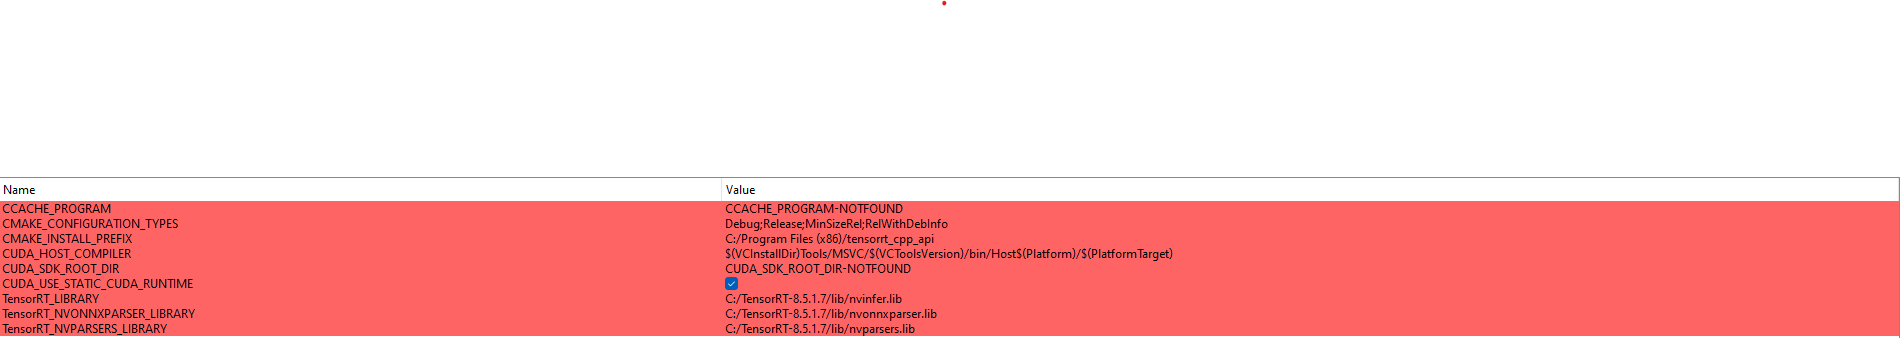 Name Value
CCACHE_PROGRAM CCACHE_PROGRAM-NOTFOUND
CMAKE_CONFIGURATION_TYPES Debug;Release;MinSizeRel;RelWithDebInfo
CMAKE_INSTALL_PREFIX C:/Program Files (x86)/tensorrt_cpp_api
CUDA_HOST_COMPILER $(VCInstallDir)Tools/MSVC/$(VCToolsVersion)/bin/Host$(Platform)/$(PlatformTarget)
CUDA_SDK_ROOT_DIR CUDA_SDK_ROOT_DIR-NOTFOUND
CUDA_USE_STATIC_CUDA_RUNTIME
TensorRT_LIBRARY C:/TensorRT-8.5.1.7/lib/nvinfer.lib
TensorRT_NVONNXPARSER_LIBRARY C:/TensorRT-8.5.1.7/lib/nvonnxparser.lib
TensorRT_NVPARSERS_LIBRARY C:/TensorRT-8.5.1.7/lib/nvparsers.lib